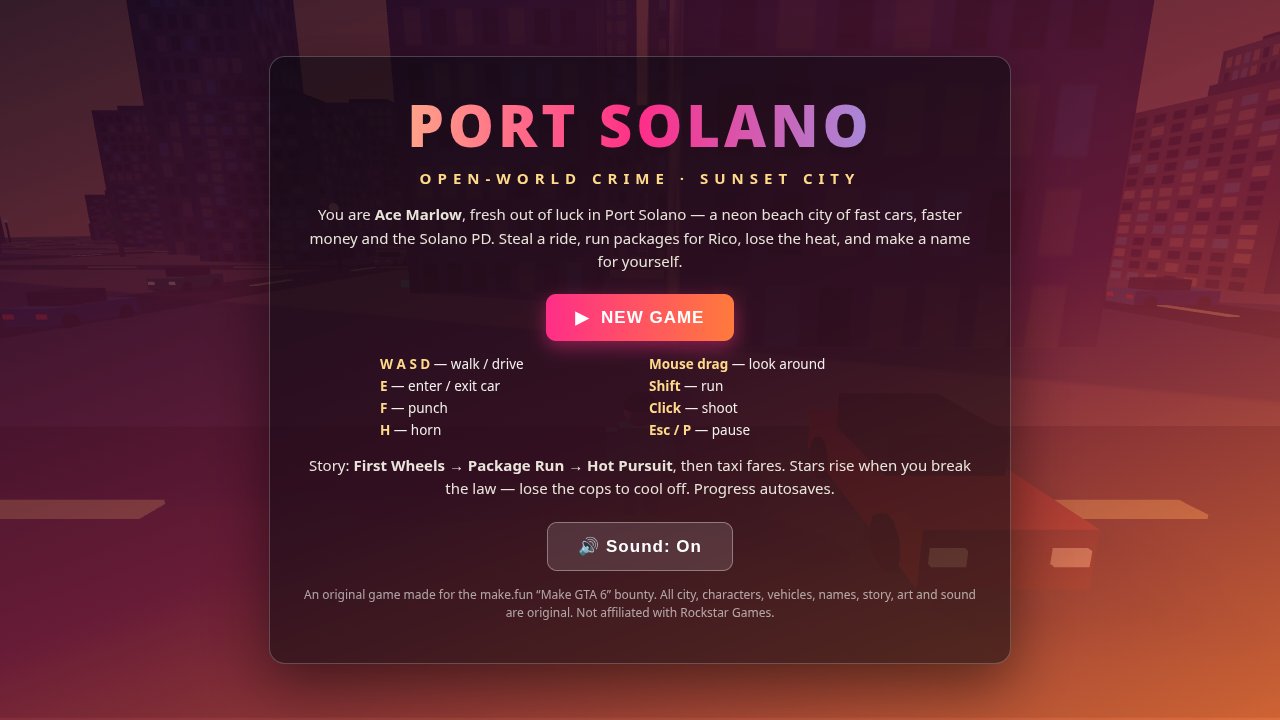 PORT SOLANO
OPEN-WORLD CRIME · SUNSET CITY
You are Ace Marlow, fresh out of luck in Port Solano — a neon beach city of fast cars, faster
money and the Solano PD. Steal a ride, run packages for Rico, lose the heat, and make a name
for yourself.
▶ NEW GAME
W A S D — walk / drive
Mouse drag — look around
E — enter / exit car
Shift — run
F — punch
Click — shoot
H — horn
Esc / P — pause
Story: First Wheels → Package Run → Hot Pursuit, then taxi fares. Stars rise when you break
the law — lose the cops to cool off. Progress autosaves.
🔊 Sound: On
An original game made for the make.fun “Make GTA 6” bounty. All city, characters, vehicles, names, story, art and sound
are original. Not affiliated with Rockstar Games.